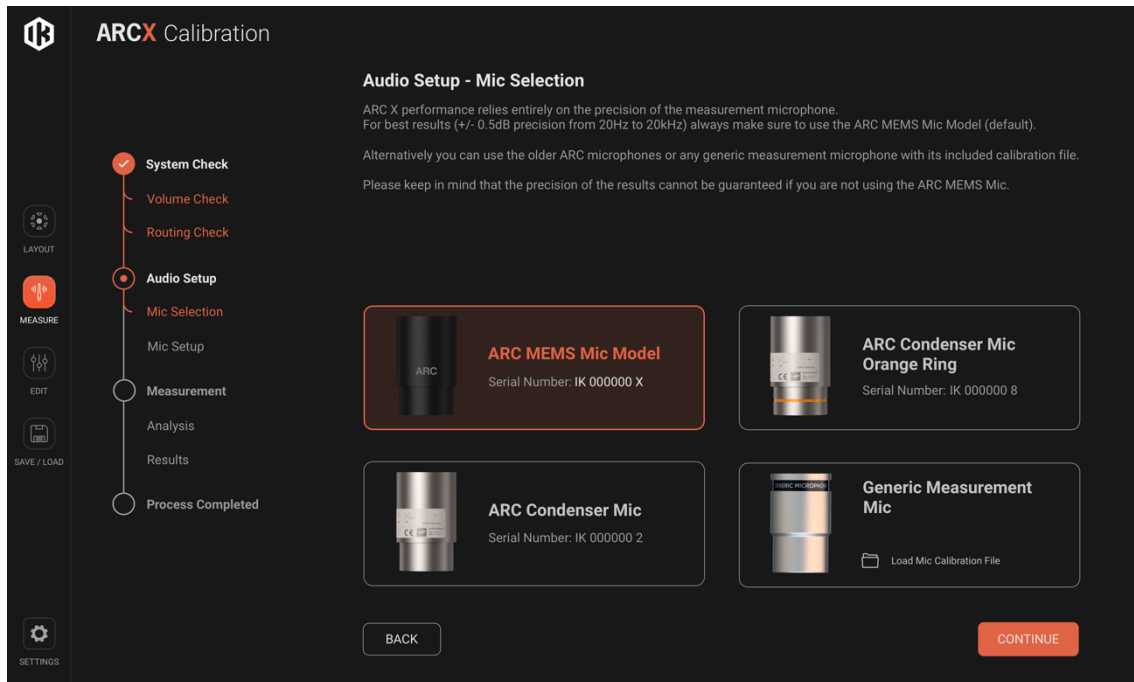 ARCX Calibration
Audio Setup - Mic Selection
ARC X performance relies entirely on the precision of the measurement microphone.
For best results (+/- 0.5dB precision from 20Hz to 20kHz) always make sure to use the ARC MEMS Mic Model (default).
Alternatively you can use the older ARC microphones or any generic measurement microphone with its included calibration file.
Please keep in mind that the precision of the results cannot be guaranteed if you are not using the ARC MEMS Mic.
LAYOUT
MEASURE
EDIT
SAVE / LOAD
SETTINGS
System Check
Volume Check
Routing Check
Audio Setup
Mic Selection
Mic Setup
Measurement
Analysis
Results
Process Completed
ARC
ARC MEMS Mic Model
Serial Number: IK 000000 X
CE
ARC Condenser Mic
Orange Ring
Serial Number: IK 000000 8
CE
ARC Condenser Mic
Serial Number: IK 000000 2
GENERIC MICROPHON
Generic Measurement
Mic
Load Mic Calibration File
BACK
CONTINUE